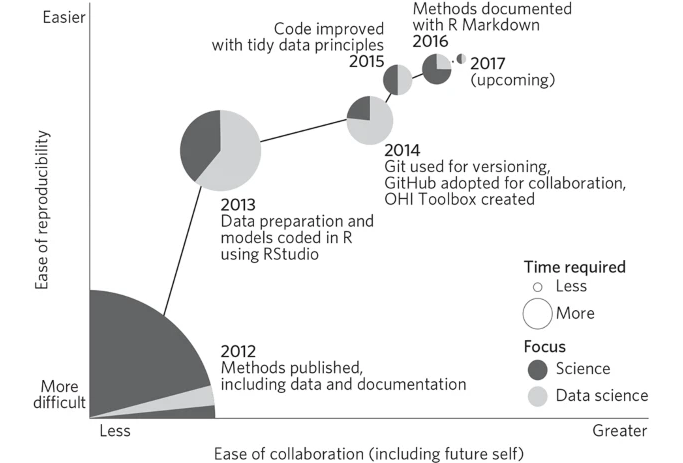 Easier
Methods documented
with R Markdown
2016
Code improved
with tidy data principles
2015
2017
(upcoming)
2014
Git used for versioning,
GitHub adopted for collaboration,
OHI Toolbox created
Ease of reproducibility
2013
Data preparation and
models coded in R
using RStudio
Time required
Less
More
2012
Methods published,
including data and documentation
Focus
Science
Data science
More
difficult
Less
Greater
Ease of collaboration (including future self)